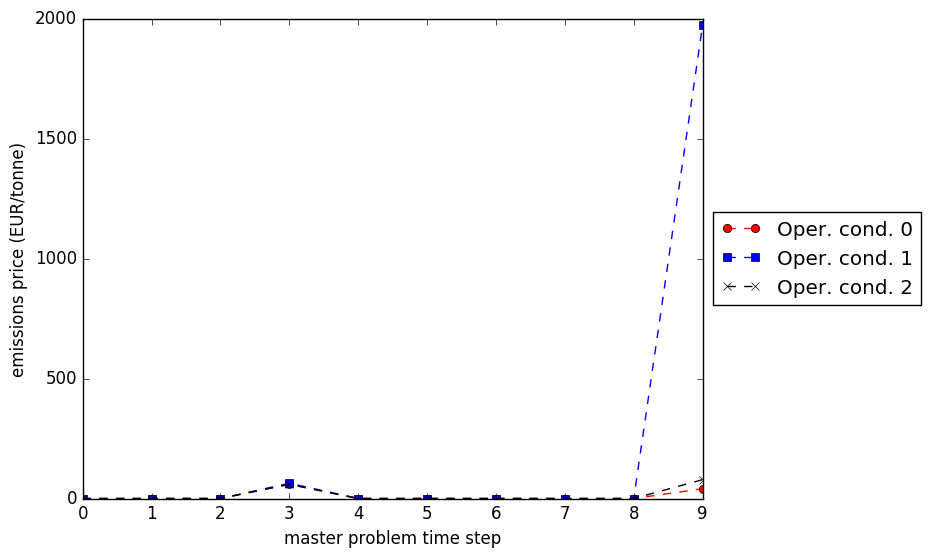 2000
1500
1000
500
0
emissions price (EUR/tonne)
0 1 2 3 4 5 6 7 8 9
master problem time step
Oper. cond. 0
Oper. cond. 1
Oper. cond. 2